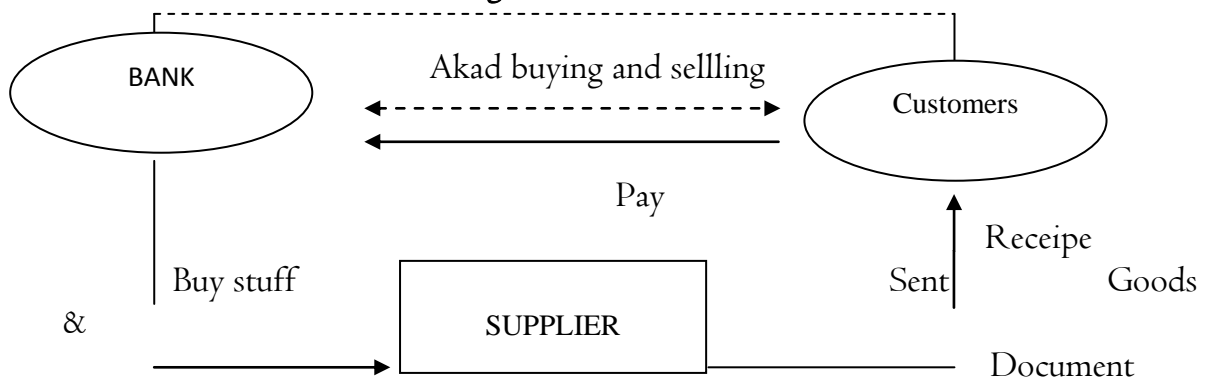 BANK
Akad buying and sellling
Customers
Pay
Receipe
Buy stuff
Sent
Goods
&
SUPPLIER
Document